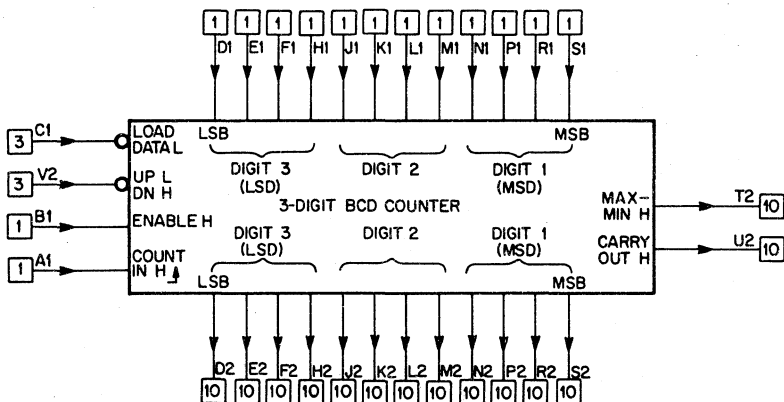 1 1 1 1 1 1 1 1 1 1 1 1
D1 E1 F1 H1 J1 K1 L1 M1 N1 P1 R1 S1
3 C1 LOAD DATA L
3 V2 UP L DN H
1 B1 ENABLE H
1 A1 COUNT IN H
LSB MSB
DIGIT 3 (LSD) DIGIT 2 DIGIT 1 (MSD)
3-DIGIT BCD COUNTER
DIGIT 3 (LSD) DIGIT 2 DIGIT 1 (MSD)
LSB MSB
MAX-MIN H T2 10
CARRY OUT H U2 10
D2 E2 F2 H2 J2 K2 L2 M2 N2 P2 R2 S2
10 10 10 10 10 10 10 10 10 10 10 10